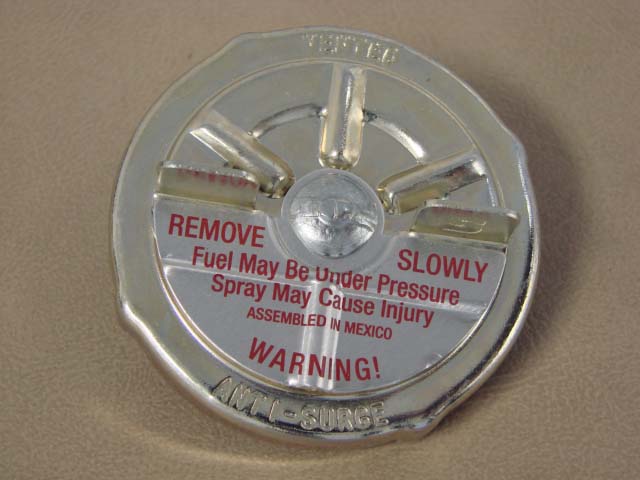 TESTED
REMOVE SLOWLY
Fuel May Be Under Pressure
Spray May Cause Injury
ASSEMBLED IN MEXICO
WARNING!
ANTI-SURGE